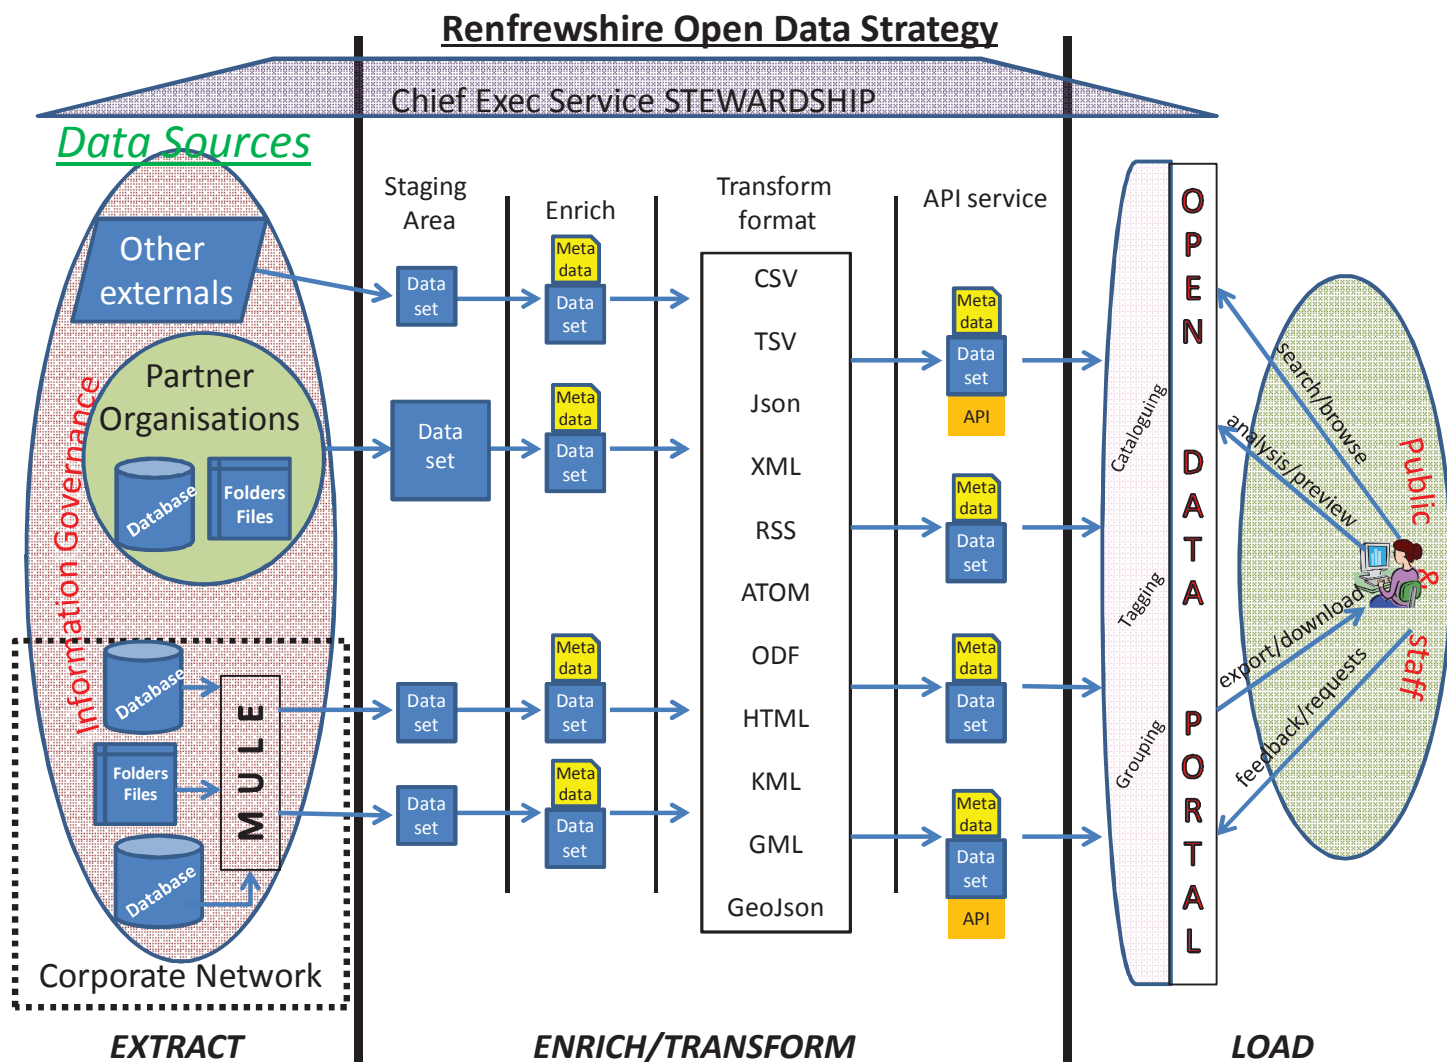 Renfrewshire Open Data Strategy
Chief Exec Service STEWARDSHIP
Data Sources
Other
externals
Partner
Organisations
Database
Folders
Files
Information Governance
Database
Folders
Files
Database
MULE
Corporate Network
EXTRACT
Staging
Area
Data
set
Data
set
Data
set
Data
set
Enrich
Meta
data
Data
set
Meta
data
Data
set
Meta
data
Data
set
Meta
data
Data
set
Transform
format
CSV
TSV
Json
XML
RSS
ATOM
ODF
HTML
KML
GML
GeoJson
API service
Meta
data
Data
set
API
Meta
data
Data
set
Meta
data
Data
set
Meta
data
Data
set
API
ENRICH/TRANSFORM
Cataloguing
Tagging
Grouping
OPEN DATA PORTAL
search/browse
analysis/preview
export/download
feedback/requests
Public & staff
LOAD